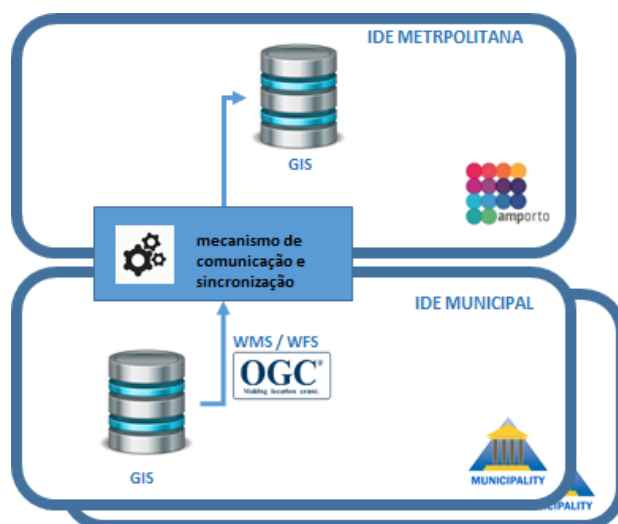 IDE METRPOLITANA
GIS
amporto
mecanismo de
comunicação e
sincronização
IDE MUNICIPAL
WMS / WFS
OGC®
GIS
MUNICIPALITY